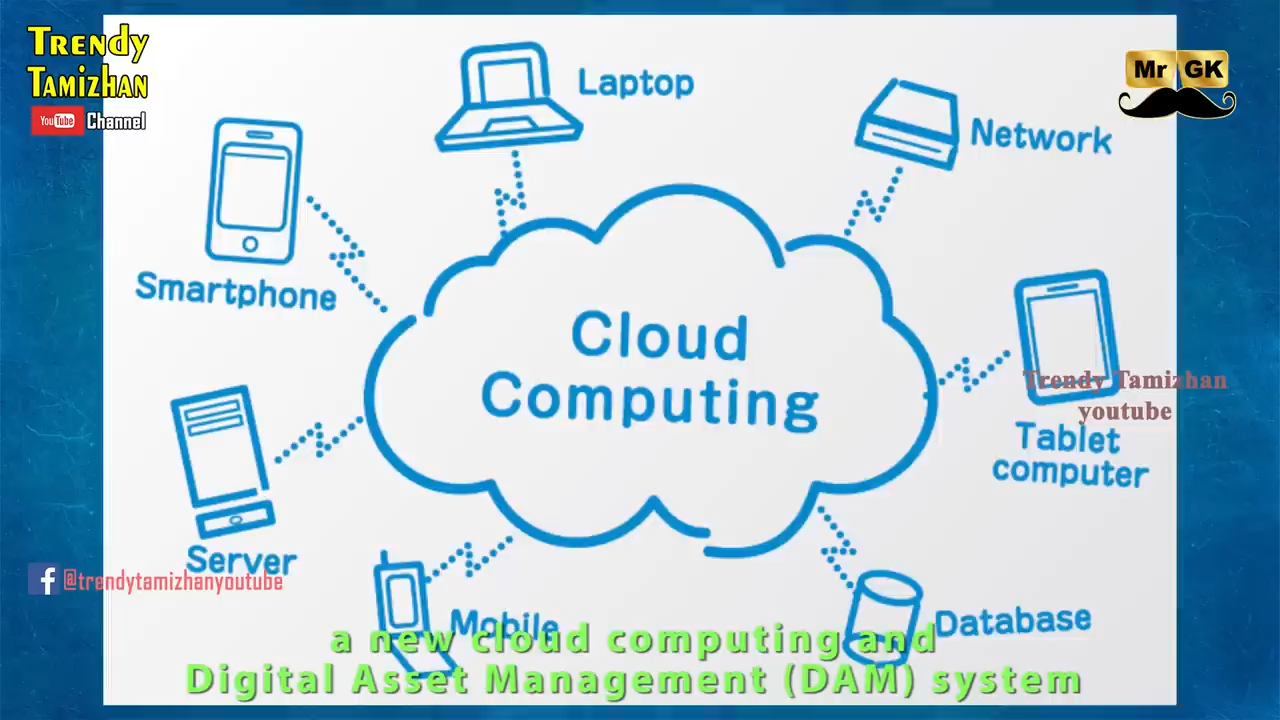 Trendy
Tamizhan
YouTube Channel
Mr GK
Laptop
Network
Smartphone
Cloud
Computing
Trendy Tamizhan
youtube
Tablet
computer
Server
@trendytamizhanyoutube
Mobile
Database
a new cloud computing and
Digital Asset Management (DAM) system